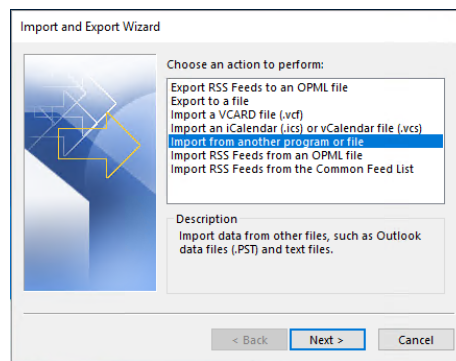 Import and Export Wizard
Choose an action to perform:
Export RSS Feeds to an OPML file
Export to a file
Import a VCARD file (.vcf)
Import an iCalendar (.ics) or vCalendar file (.vcs)
Import from another program or file
Import RSS Feeds from an OPML file
Import RSS Feeds from the Common Feed List
Description
Import data from other files, such as Outlook
data files (.PST) and text files.
< Back Next > Cancel